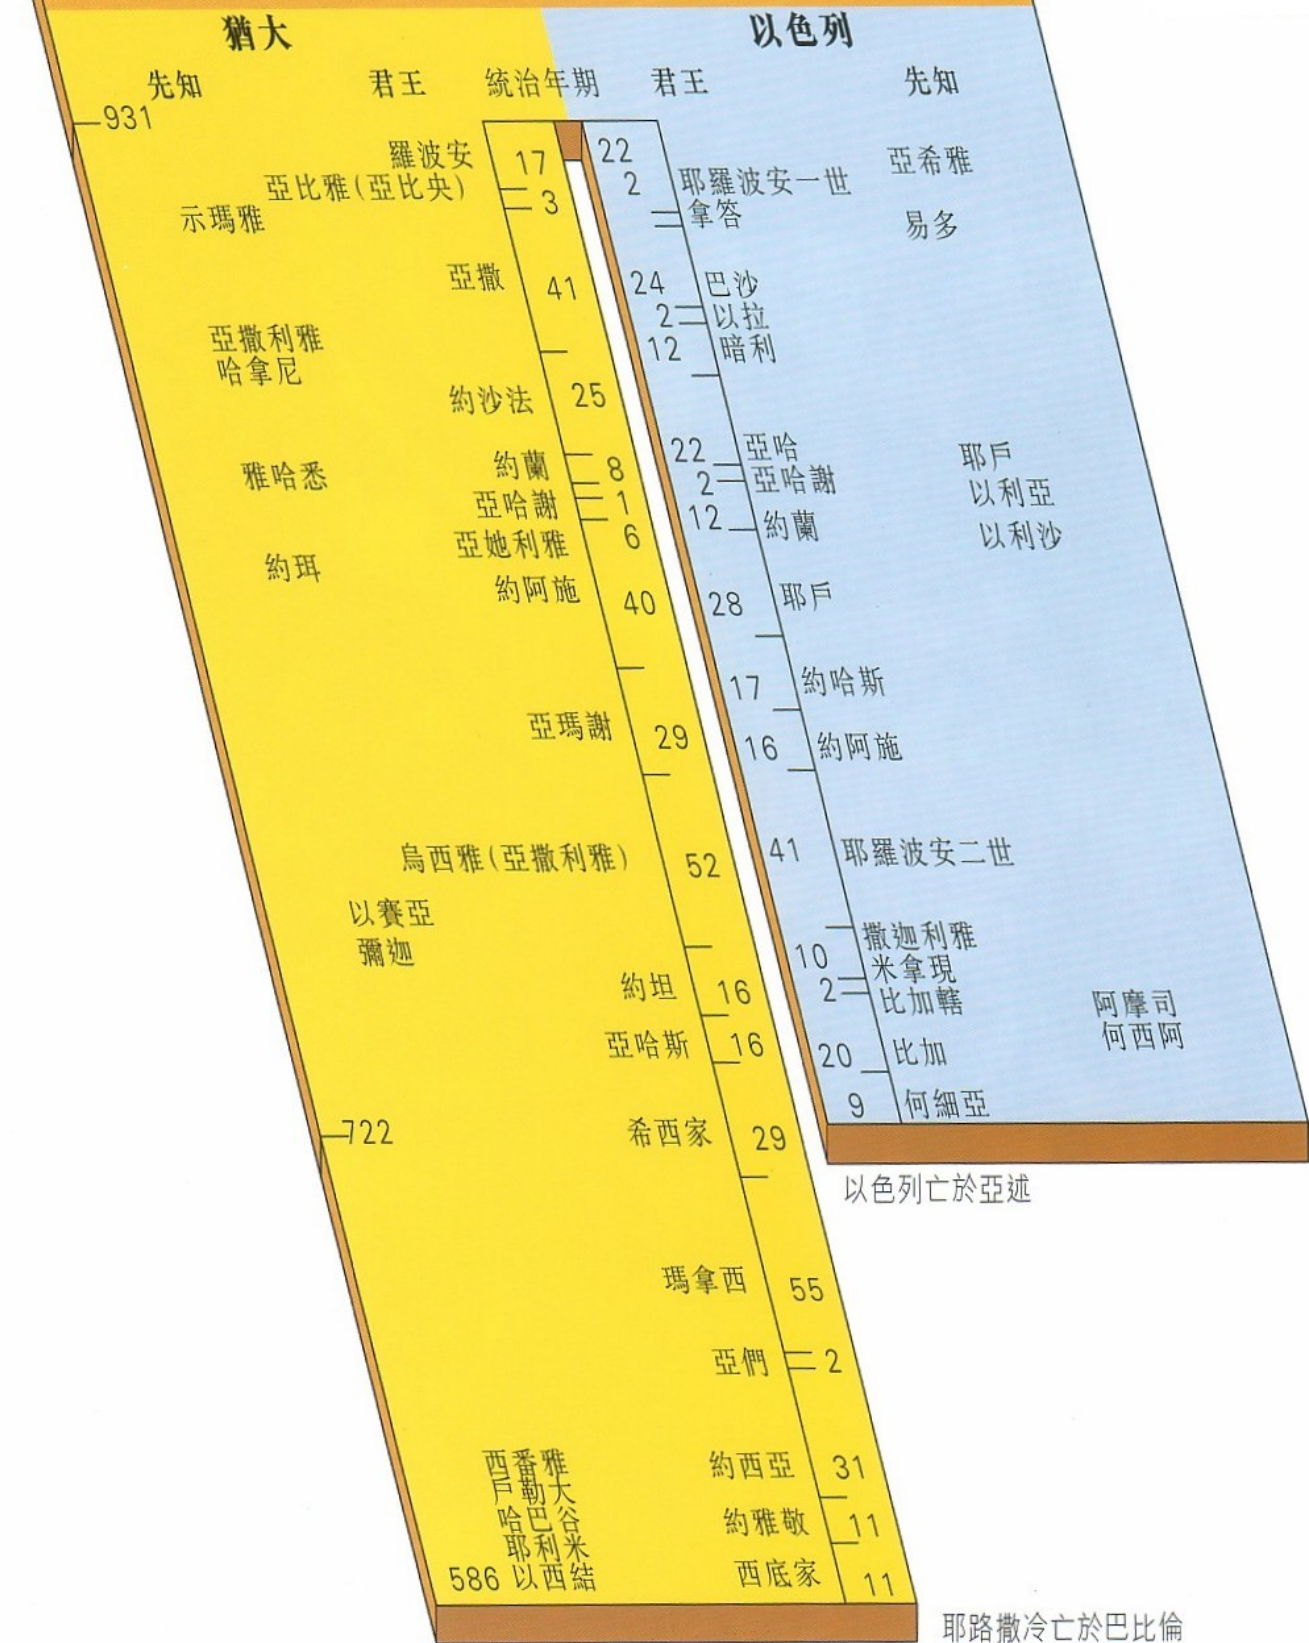 猶大 以色列
先知 君王 統治年期 君王 先知
931
羅波安 17 22 亞希雅
亞比雅(亞比央) 3 2 耶羅波安一世
示瑪雅 拿答 易多
亞撒 41 24 巴沙
2 以拉
亞撒利雅 12 暗利
哈拿尼
約沙法 25
22 亞哈 耶戶
雅哈悉 約蘭 8 2 亞哈謝 以利亞
亞哈謝 1 12 約蘭 以利沙
亞她利雅 6
約珥
約阿施 40 28 耶戶
17 約哈斯
亞瑪謝 29 16 約阿施
烏西雅(亞撒利雅) 52 41 耶羅波安二世
以賽亞
彌迦 撒迦利雅
10 米拿現
約坦 16 2 比加轄 阿摩司
何西阿
亞哈斯 16 20 比加
9 何細亞
722 希西家 29
以色列亡於亞述
瑪拿西 55
亞們 2
西番雅 約西亞 31
戶勒大
哈巴谷 約雅敬 11
耶利米
586 以西結 西底家 11
耶路撒冷亡於巴比倫